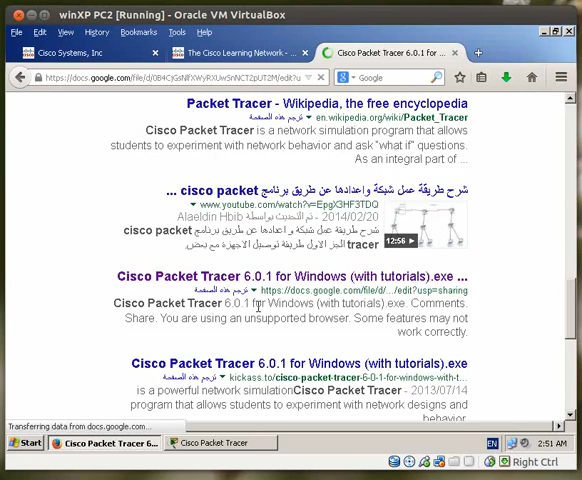 winXP PC2 [Running] - Oracle VM VirtualBox
File Edit View History Bookmarks Tools Help
Cisco Systems, Inc
The Cisco Learning Network - ...
Cisco Packet Tracer 6.0.1 for ...
Google
Packet Tracer - Wikipedia, the free encyclopedia
en.wikipedia.org/wiki/Packet_Tracer ترجم هذه الصفحة
Cisco Packet Tracer is a network simulation program that allows
students to experiment with network behavior and ask "what if" questions.
As an integral part of ...
شرح طريقة عمل شبكة واعدادها عن طريق برنامج cisco packet ...
www.youtube.com/watch?v=EpgX3HF3TDQ
2014/02/20 - تم التحديث بواسطة Alaeldin Hbib
شرح طريقة عمل شبكة و اعدادها عن طريق برنامج cisco packet
tracer الجز الاول طريقة توصيل الاجهزة مع بعض.
12:56
Cisco Packet Tracer 6.0.1 for Windows (with tutorials).exe ...
https://docs.google.com/file/d/.../edit?usp=sharing ترجم هذه الصفحة
Cisco Packet Tracer 6.0.1 for Windows (with tutorials).exe. Comments.
Share. You are using an unsupported browser. Some features may not
work correctly.
Cisco Packet Tracer 6.0.1 for Windows (with tutorials).exe
kickass.to/cisco-packet-tracer-6-0-1-for-windows-with-t... ترجم هذه الصفحة
is a powerful network simulationCisco Packet Tracer - 2013/07/14
program that allows students to experiment with network designs and
behavior.
Transferring data from docs.google.com...
Start
Cisco Packet Tracer 6...
Cisco Packet Tracer
EN
2:51 AM
Right Ctrl